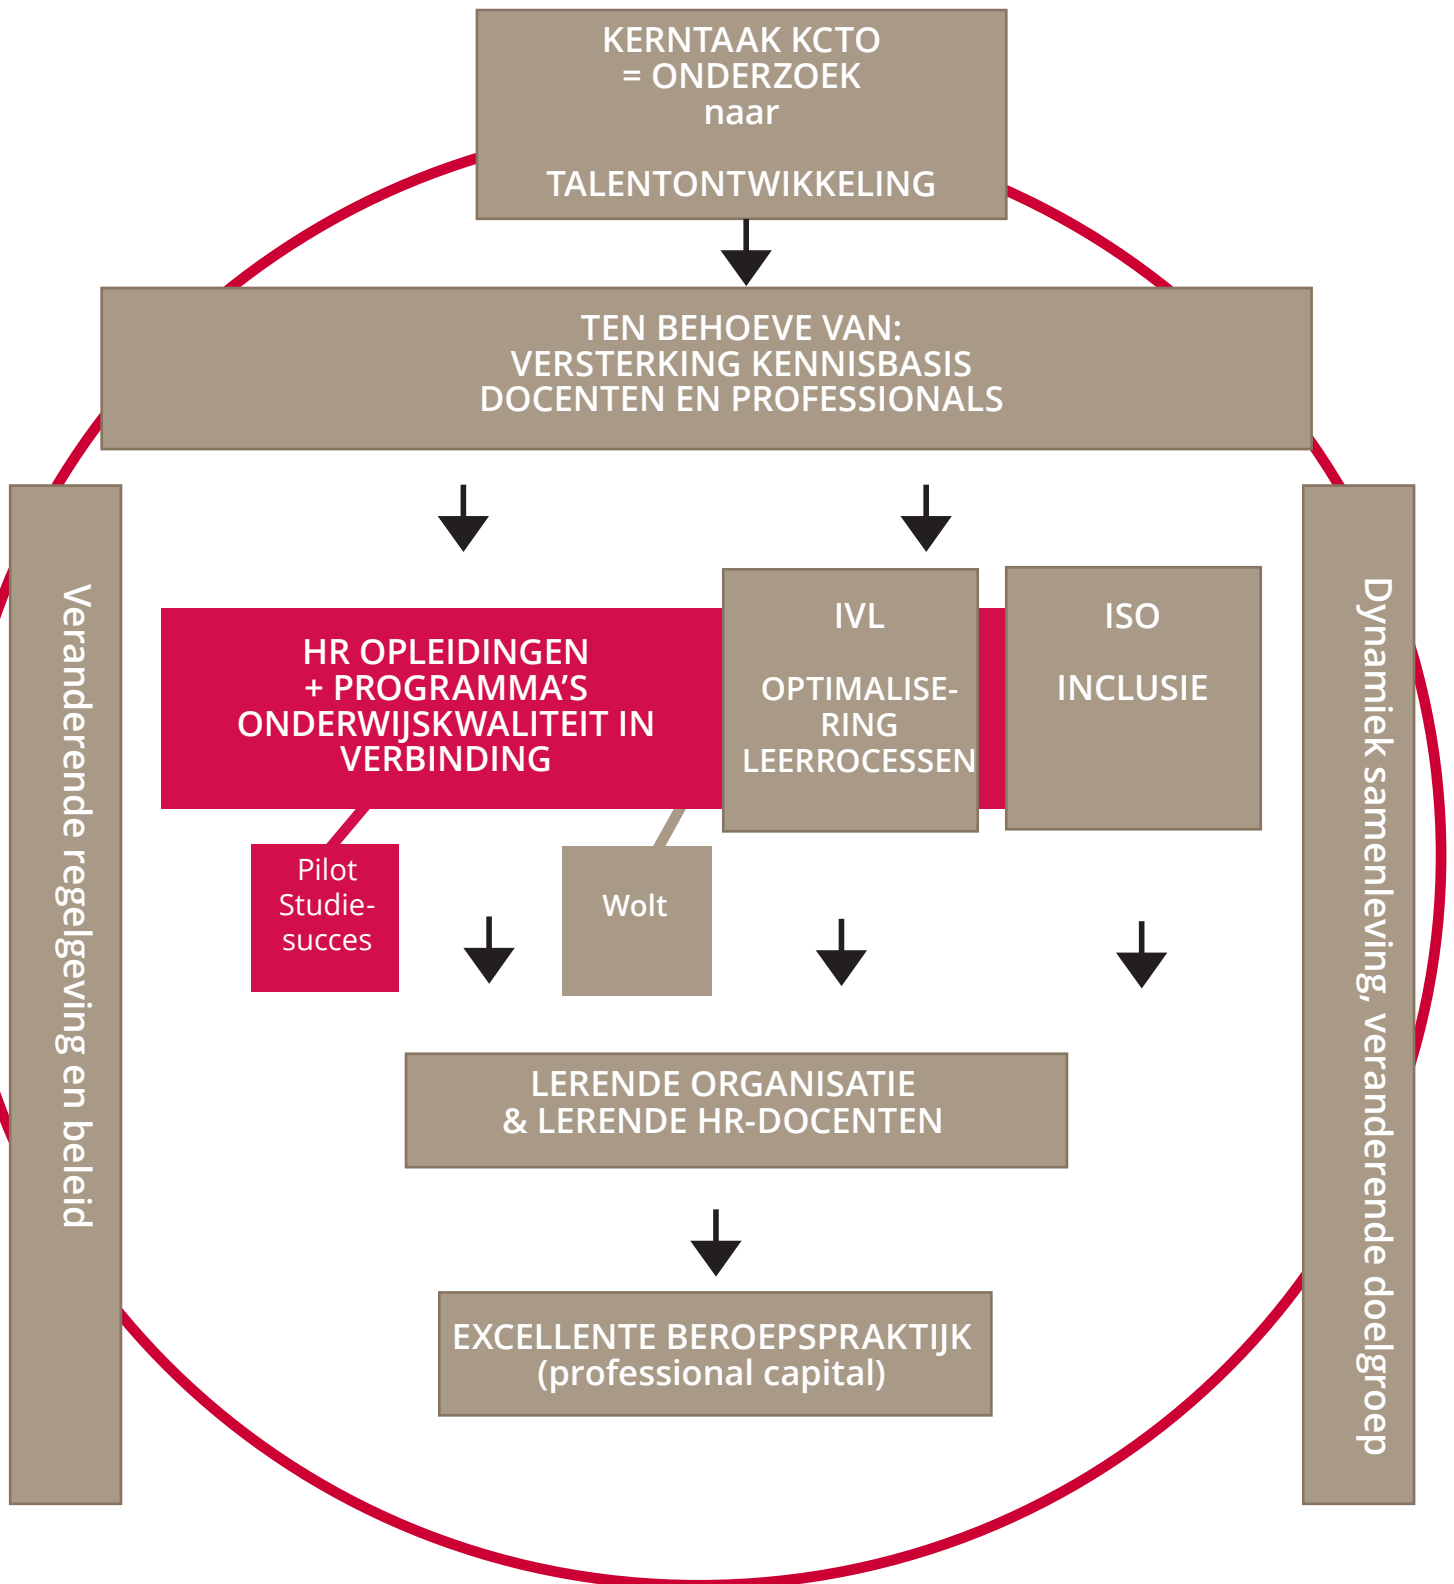 KERNTAAK KCTO
= ONDERZOEK
naar
TALENTONTWIKKELING
TEN BEHOEVE VAN:
VERSTERKING KENNISBASIS
DOCENTEN EN PROFESSIONALS
Veranderende regelgeving en beleid
HR OPLEIDINGEN
+ PROGRAMMA’S
ONDERWIJSKWALITEIT IN
VERBINDING
IVL
OPTIMALISE-
RING
LEERROCESSEN
ISO
INCLUSIE
Dynamiek samenleving, veranderende doelgroep
Pilot
Studie-
succes
Wolt
LERENDE ORGANISATIE
& LERENDE HR-DOCENTEN
EXCELLENTE BEROEPSPRAKTIJK
(professional capital)